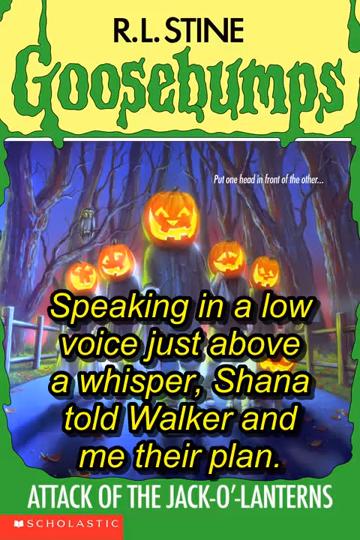 R.L. STINE
Goosebumps
Put one head in front of the other...
Speaking in a low
voice just above
a whisper, Shana
told Walker and
me their plan.
ATTACK OF THE JACK-O'-LANTERNS
SCHOLASTIC